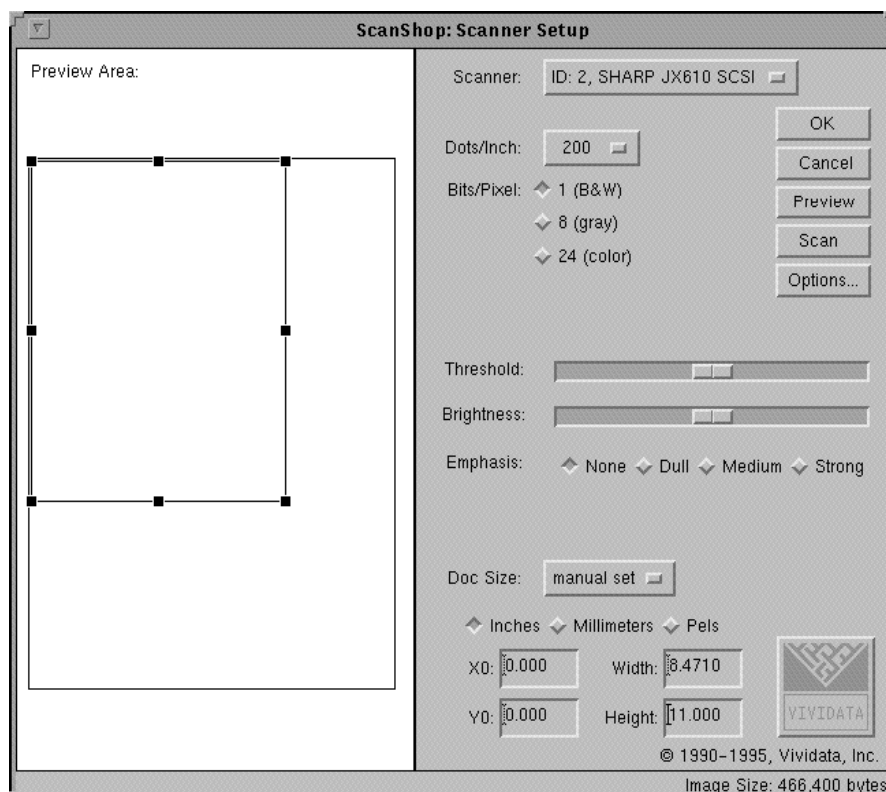 ScanShop: Scanner Setup
Preview Area:
Scanner: ID: 2, SHARP JX610 SCSI
OK
Dots/Inch: 200
Cancel
Bits/Pixel: 1 (B&W)
Preview
8 (gray)
Scan
24 (color)
Options...
Threshold:
Brightness:
Emphasis: None Dull Medium Strong
Doc Size: manual set
Inches Millimeters Pels
X0: 0.000 Width: 8.4710
Y0: 0.000 Height: 11.000
VIVIDATA
© 1990-1995, Vividata, Inc.
Image Size: 466,400 bytes